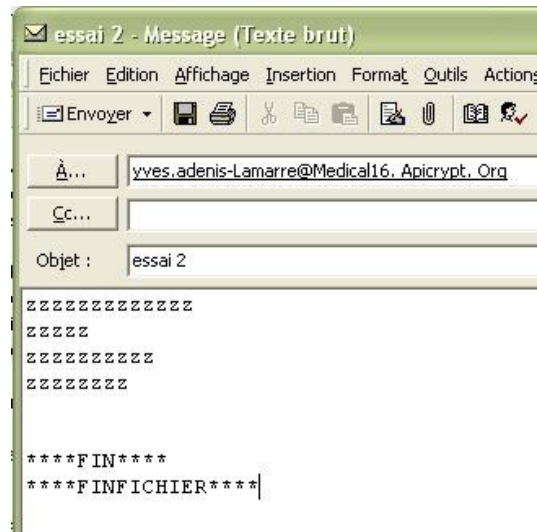 essai 2 - Message (Texte brut)
Fichier Edition Affichage Insertion Format Outils Actions
Envoyer
À... yves.adenis-Lamarre@Medical16. Apicrypt. Org
Cc...
Objet : essai 2
zzzzzzzzzzzzz
zzzzz
zzzzzzzzzz
zzzzzzzz
****FIN****
****FINFICHIER****